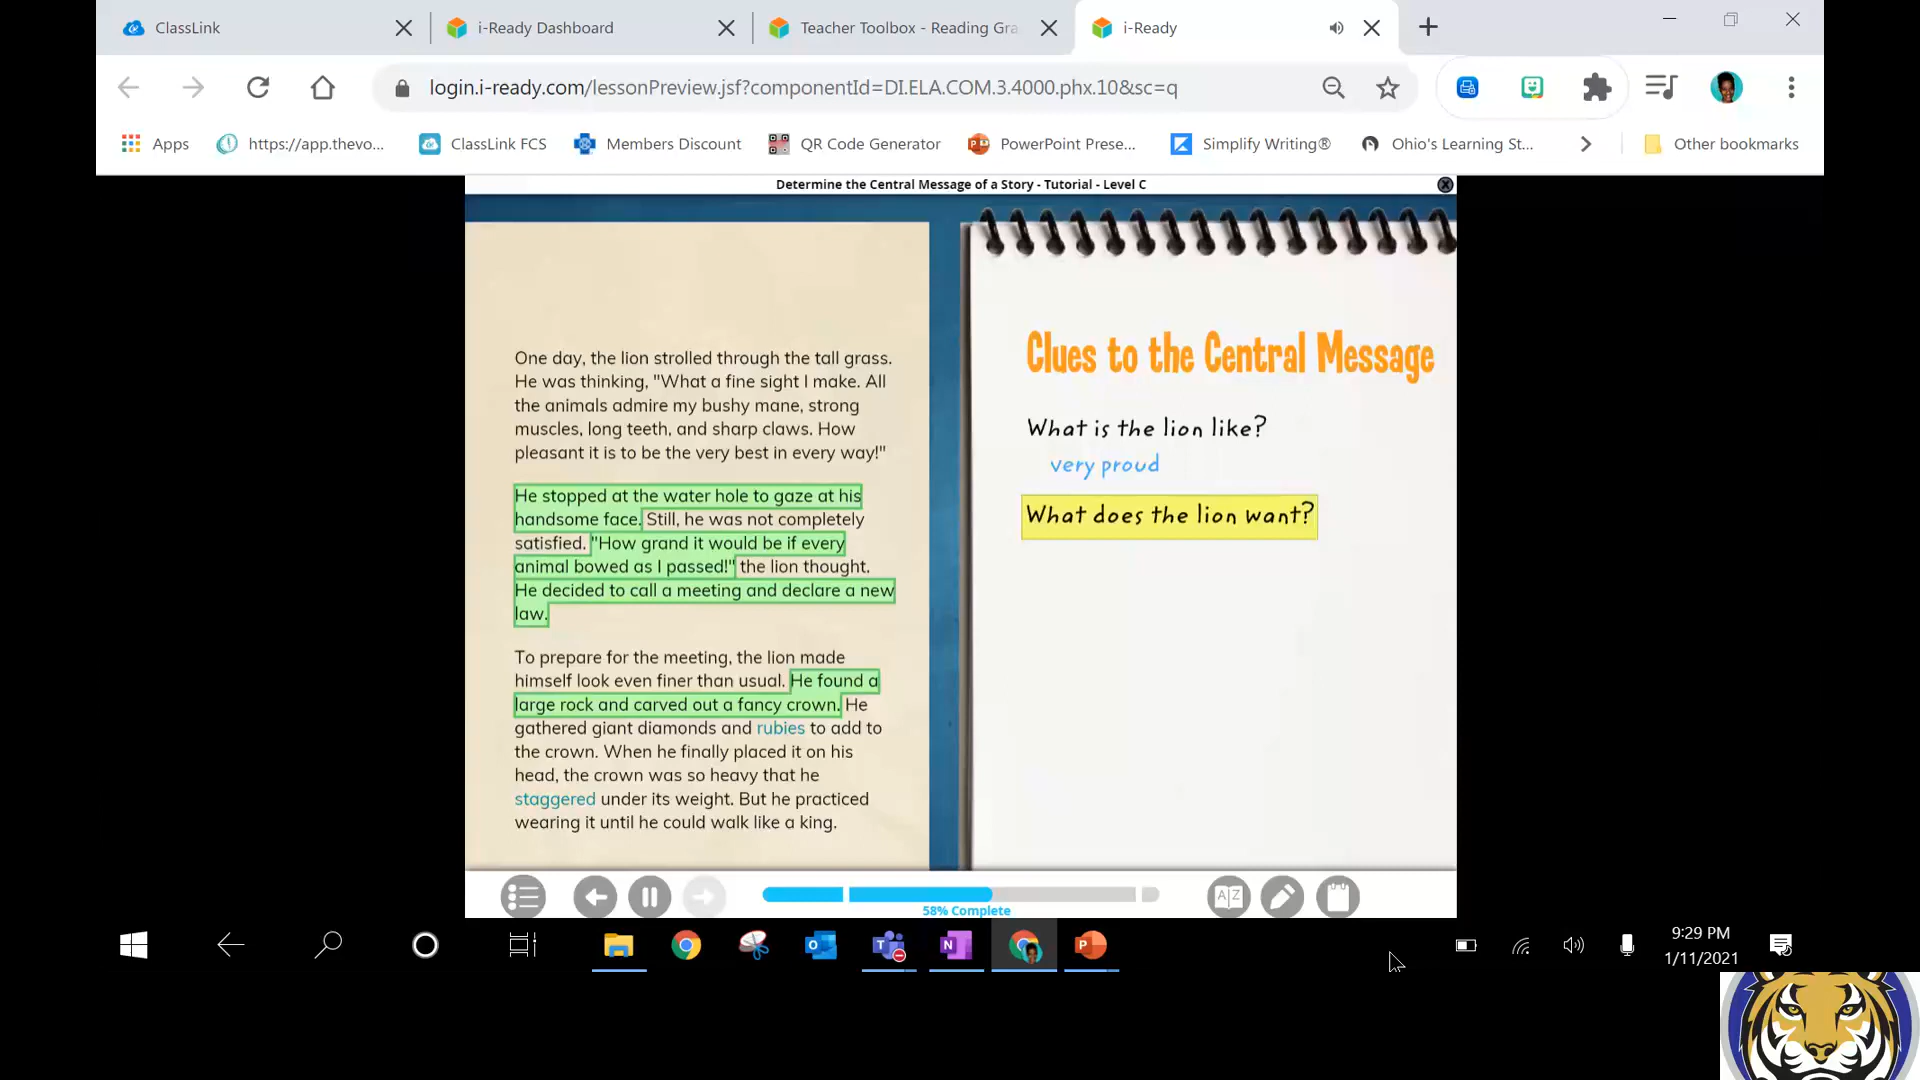 ClassLink
i-Ready Dashboard
Teacher Toolbox - Reading Gra
i-Ready
login.i-ready.com/lessonPreview.jsf?componentId=DI.ELA.COM.3.4000.phx.10&sc=q
Apps
https://app.thevo...
ClassLink FCS
Members Discount
QR Code Generator
PowerPoint Prese...
Simplify Writing®
Ohio's Learning St...
Other bookmarks
Determine the Central Message of a Story - Tutorial - Level C
One day, the lion strolled through the tall grass.
He was thinking, "What a fine sight I make. All
the animals admire my bushy mane, strong
muscles, long teeth, and sharp claws. How
pleasant it is to be the very best in every way!"
He stopped at the water hole to gaze at his
handsome face. Still, he was not completely
satisfied. "How grand it would be if every
animal bowed as I passed!" the lion thought.
He decided to call a meeting and declare a new
law.
To prepare for the meeting, the lion made
himself look even finer than usual. He found a
large rock and carved out a fancy crown. He
gathered giant diamonds and rubies to add to
the crown. When he finally placed it on his
head, the crown was so heavy that he
staggered under its weight. But he practiced
wearing it until he could walk like a king.
Clues to the Central Message
What is the lion like?
very proud
What does the lion want?
58% Complete
A Z
9:29 PM
1/11/2021